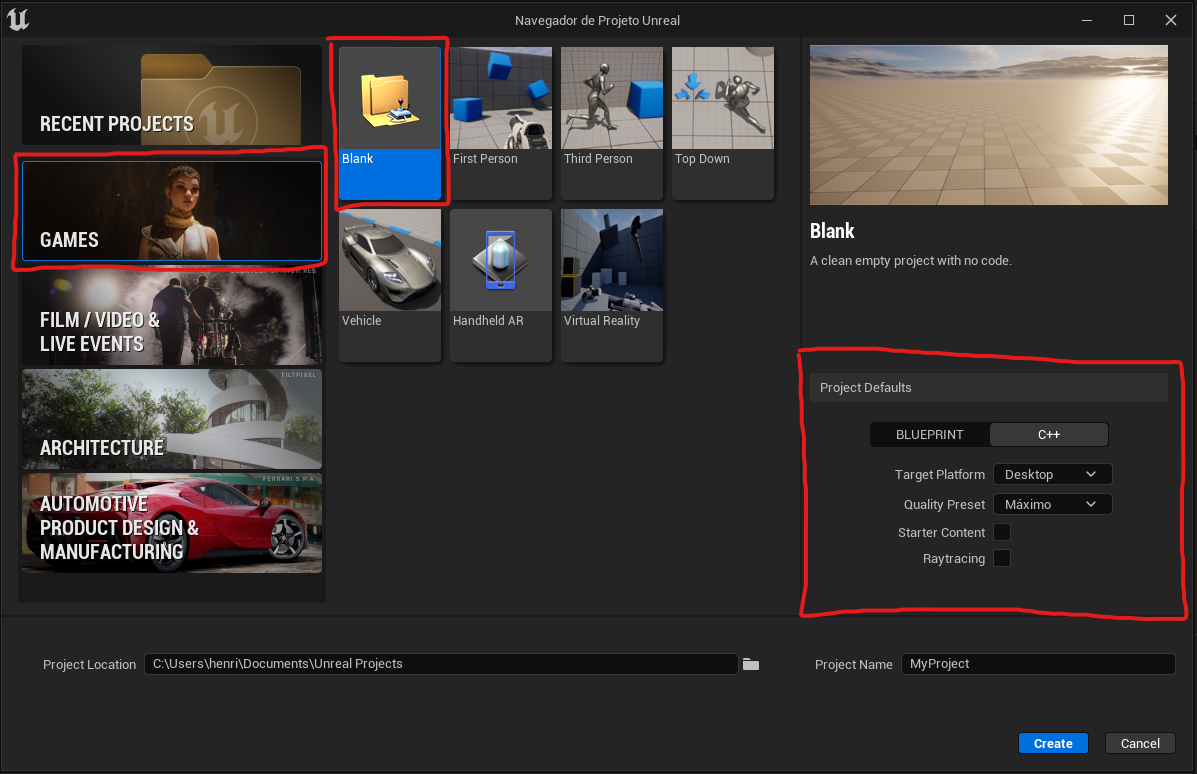 Navegador de Projeto Unreal
RECENT PROJECTS
GAMES
FILM / VIDEO &
LIVE EVENTS
TILTPIXEL
ARCHITECTURE
FERRARI S.P.A
AUTOMOTIVE
PRODUCT DESIGN &
MANUFACTURING
Blank
First Person
Third Person
Top Down
Vehicle
Handheld AR
Virtual Reality
Blank
A clean empty project with no code.
Project Defaults
BLUEPRINT
C++
Target Platform
Desktop
Quality Preset
Máximo
Starter Content
Raytracing
Project Location
C:\Users\henri\Documents\Unreal Projects
Project Name
MyProject
Create
Cancel